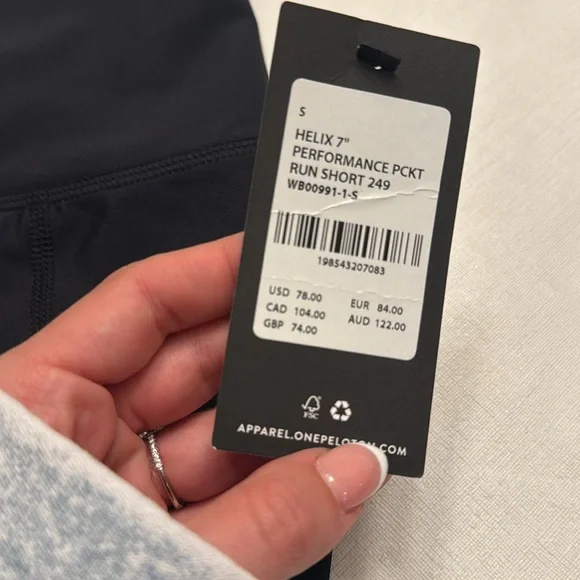 S
HELIX 7"
PERFORMANCE PCKT
RUN SHORT 249
WB00991-1-S
198543207083
USD 78.00 EUR 84.00
CAD 104.00 AUD 122.00
GBP 74.00
FSC
APPAREL.ONEPELOTON.COM